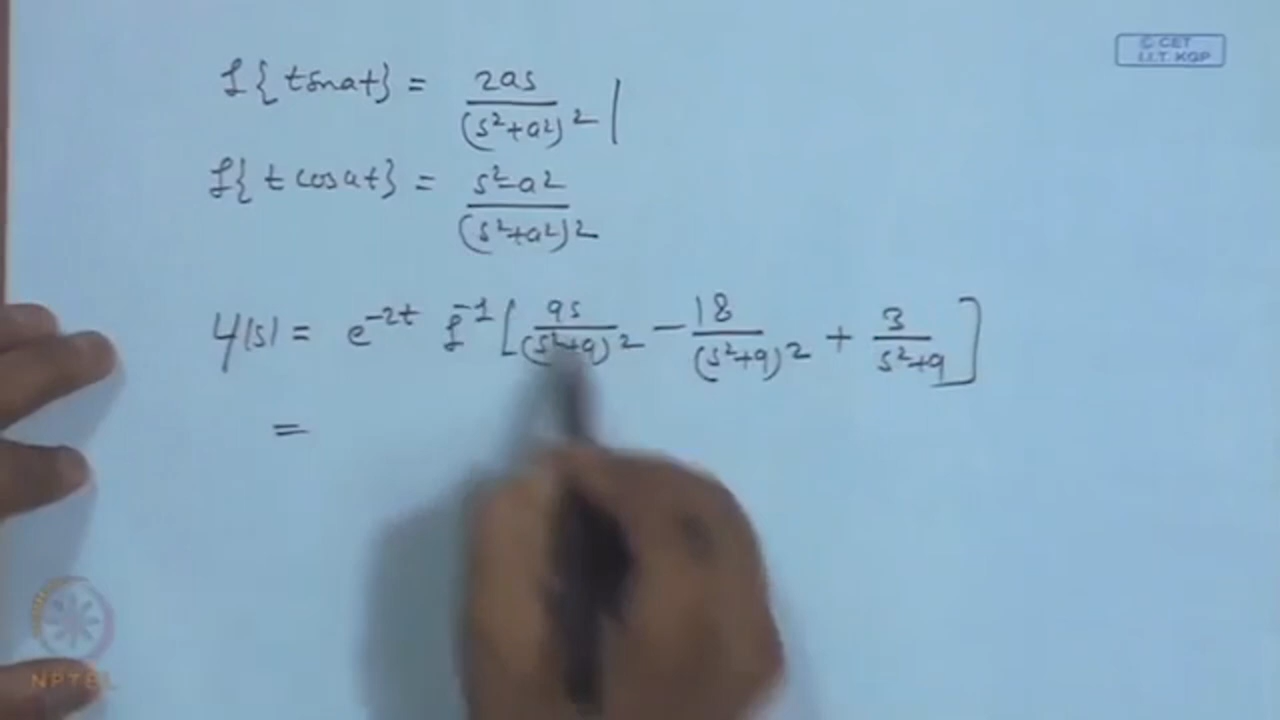 © CET
I.I.T. KGP
ℒ{t sin at} = 2as / (s²+a²)² |
ℒ{t cos at} = s²-a² / (s²+a²)²
y(s) = e^{-2t} ℒ^{-1} [ 9s / (s²+9)² - 18 / (s²+9)² + 3 / s²+9 ]
=
NPTEL